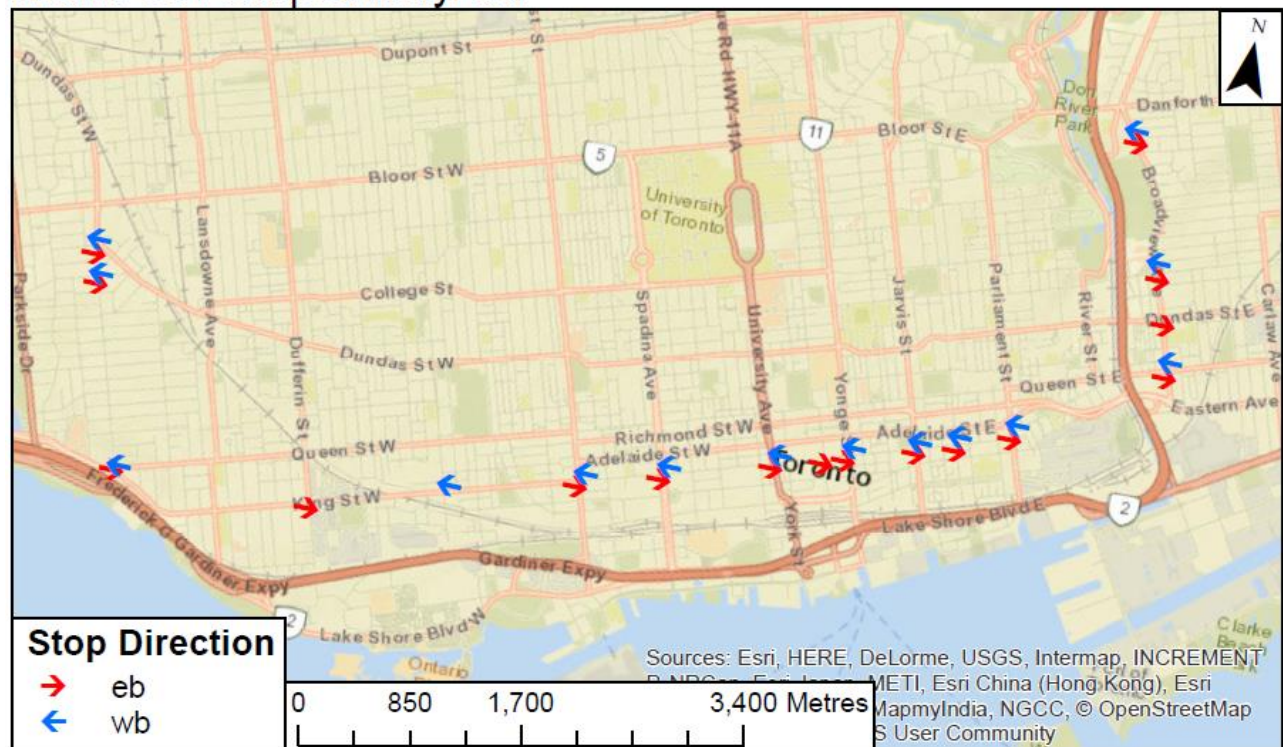 N
Dupont St
Dundas St W
ue Rd HWY-11A
Don
River
Park
Danforth
11
Bloor St E
5
Bloor St W
University
of Toronto
Broadview
Lansdowne Ave
Parkside Dr
College St
Spadina Ave
University Ave
Jarvis St
Parliament St
River St
Dundas St E
Carlaw Ave
Dufferin St
Dundas St W
Yonge S
Queen St E
Eastern Ave
Richmond St W
Adelaide St E
Queen St W
Adelaide St W
Toronto
King St W
York St
2
Lake Shore Blvd E
Frederick G Gardiner Expy
Gardiner Expy
2
Lake Shore Blvd W
Ontario
Clarke
Stop Direction
eb
wb
0 850 1,700 3,400 Metres
Sources: Esri, HERE, DeLorme, USGS, Intermap, INCREMENT
METI, Esri China (Hong Kong), Esri
MapmyIndia, NGCC, © OpenStreetMap
S User Community